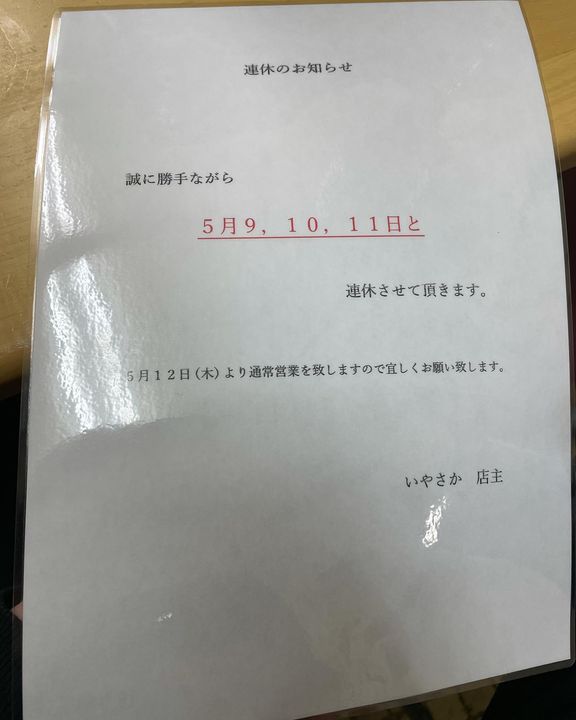 連休のお知らせ
誠に勝手ながら
５月９，１０，１１日と
連休させて頂きます。
５月１２日（木）より通常営業を致しますので宜しくお願い致します。
いやさか　店主